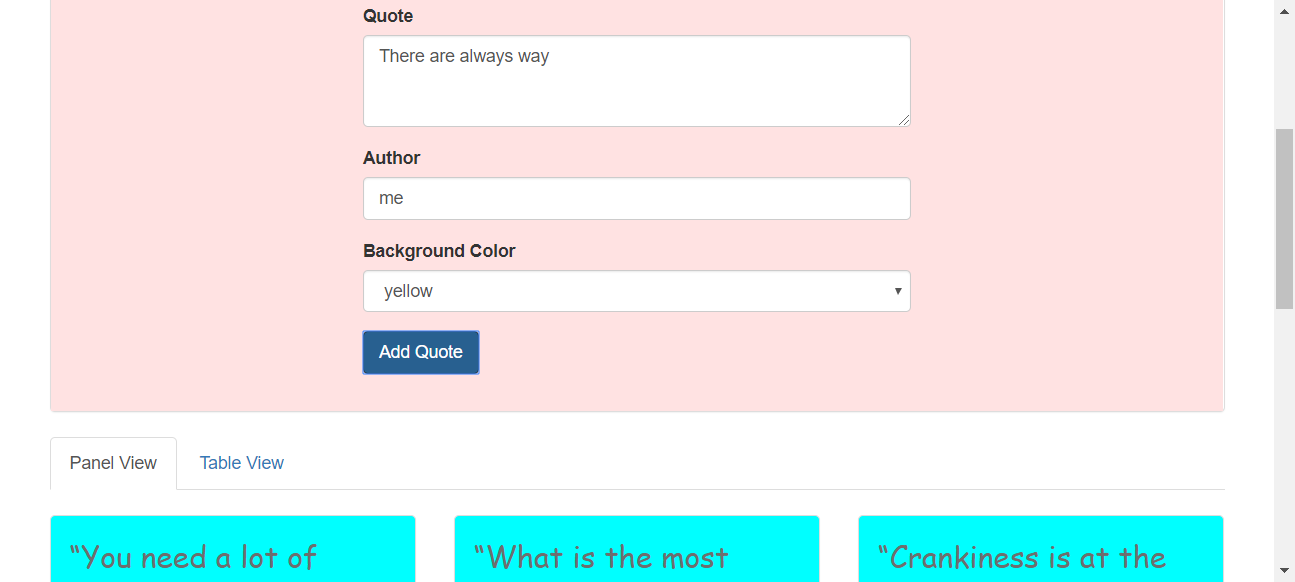 Quote
There are always way
Author
me
Background Color
yellow
Add Quote
Panel View
Table View
“You need a lot of
“What is the most
“Crankiness is at the